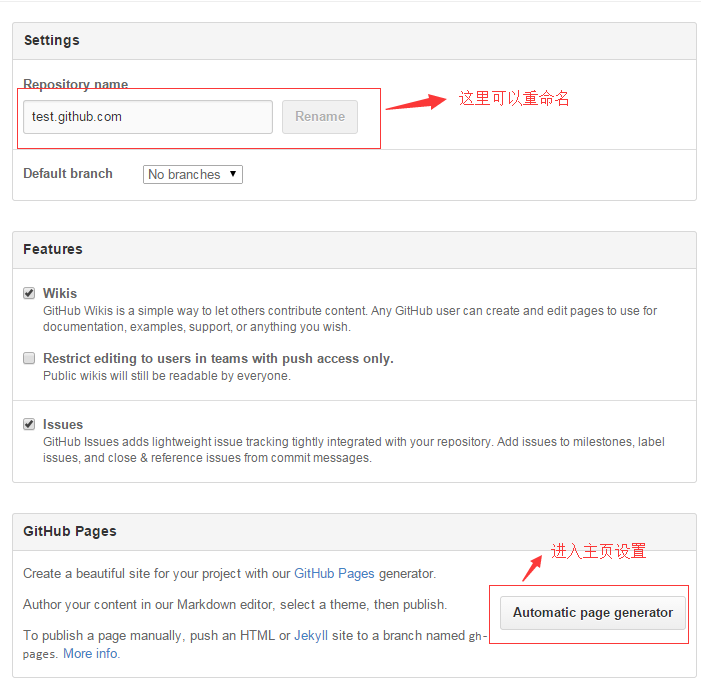 Settings
Repository name
这里可以重命名
test.github.com
Rename
Default branch
No branches
Features
Wikis
GitHub Wikis is a simple way to let others contribute content. Any GitHub user can create and edit pages to use for
documentation, examples, support, or anything you wish.
Restrict editing to users in teams with push access only.
Public wikis will still be readable by everyone.
Issues
GitHub Issues adds lightweight issue tracking tightly integrated with your repository. Add issues to milestones, label
issues, and close & reference issues from commit messages.
GitHub Pages
进入主页设置
Create a beautiful site for your project with our GitHub Pages generator.
Author your content in our Markdown editor, select a theme, then publish.
Automatic page generator
To publish a page manually, push an HTML or Jekyll site to a branch named gh-
pages. More info.